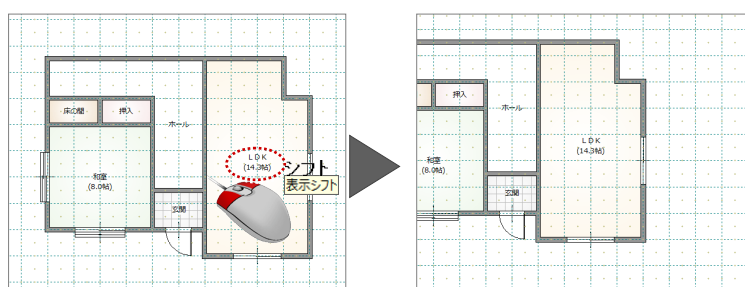 床の間
押入
ホール
LDK
(14.3帖)
シフト
表示シフト
和室
(8.0帖)
玄関
押入
ホール
LDK
(14.3帖)
和室
(8.0帖)
玄関